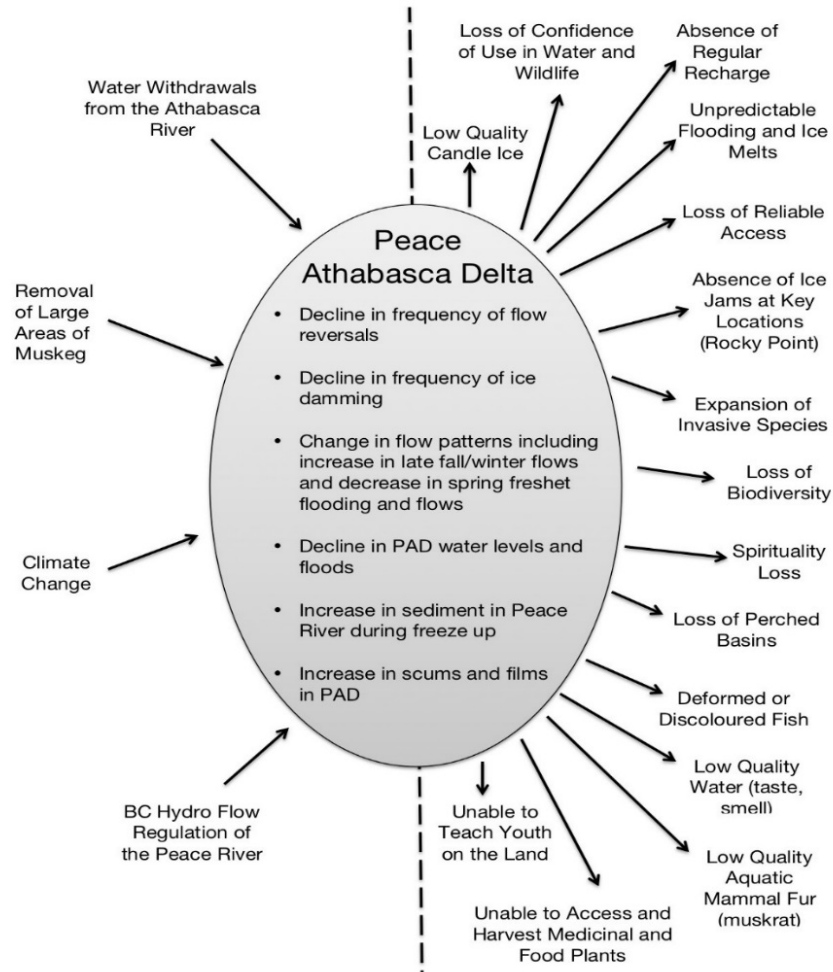 Water Withdrawals
from the Athabasca
River
Removal
of Large
Areas of
Muskeg
Climate
Change
BC Hydro Flow
Regulation of
the Peace River
Peace
Athabasca Delta
• Decline in frequency of flow
reversals
• Decline in frequency of ice
damming
• Change in flow patterns including
increase in late fall/winter flows
and decrease in spring freshet
flooding and flows
• Decline in PAD water levels and
floods
• Increase in sediment in Peace
River during freeze up
• Increase in scums and films
in PAD
Low Quality
Candle Ice
Loss of Confidence
of Use in Water and
Wildlife
Absence of
Regular
Recharge
Unpredictable
Flooding and Ice
Melts
Loss of Reliable
Access
Absence of Ice
Jams at Key
Locations
(Rocky Point)
Expansion of
Invasive Species
Loss of
Biodiversity
Spirituality
Loss
Loss of Perched
Basins
Deformed or
Discoloured Fish
Low Quality
Water (taste,
smell)
Low Quality
Aquatic
Mammal Fur
(muskrat)
Unable to Access and
Harvest Medicinal and
Food Plants
Unable to
Teach Youth
on the Land